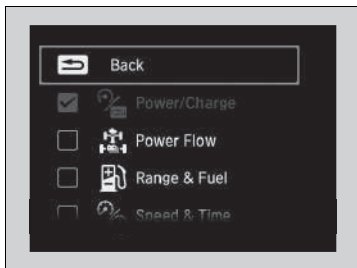 Back
Power/Charge
Power Flow
Range & Fuel
Speed & Time